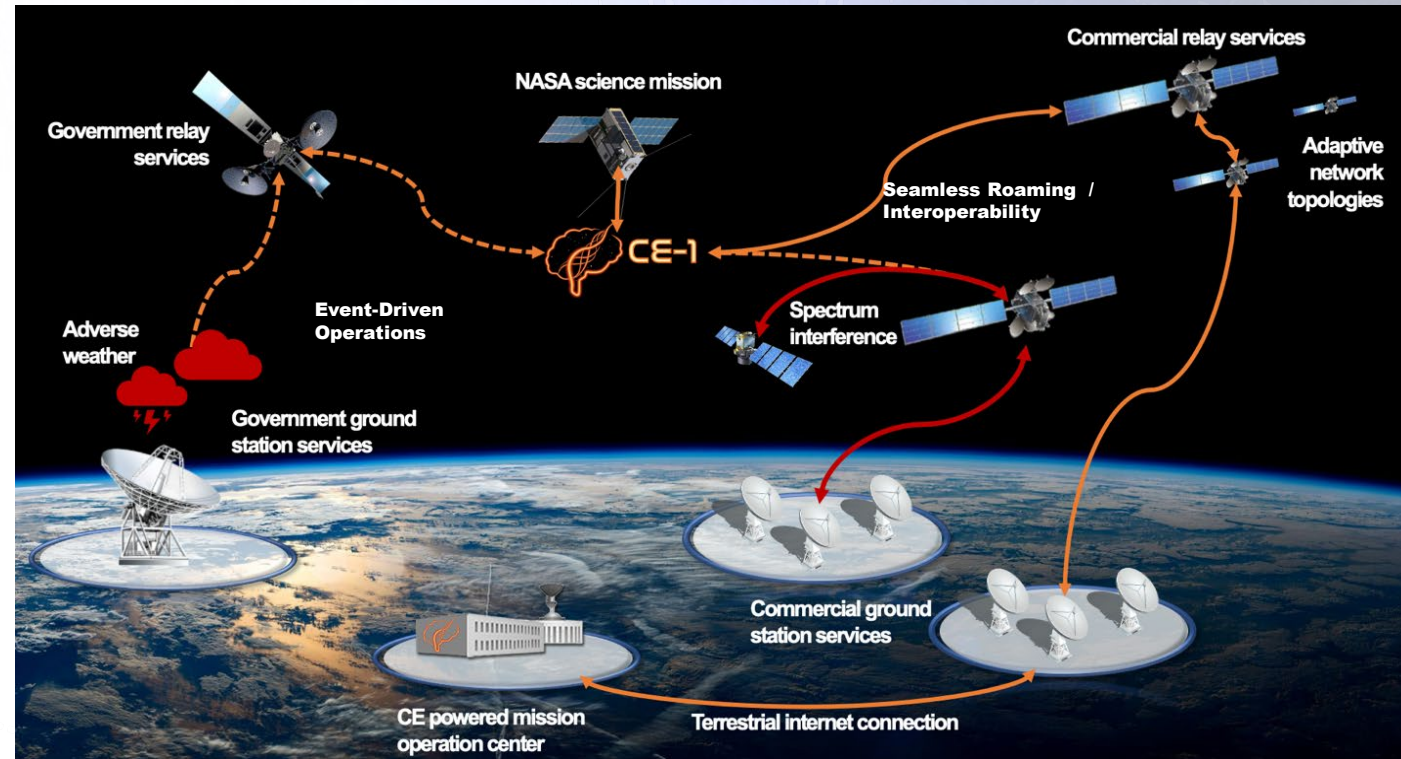 Commercial relay services
NASA science mission
Government relay
services
Adaptive
network
topologies
Seamless Roaming /
Interoperability
CE-1
Event-Driven
Operations
Spectrum
interference
Adverse
weather
Government ground
station services
Commercial ground
station services
CE powered mission
operation center
Terrestrial internet connection